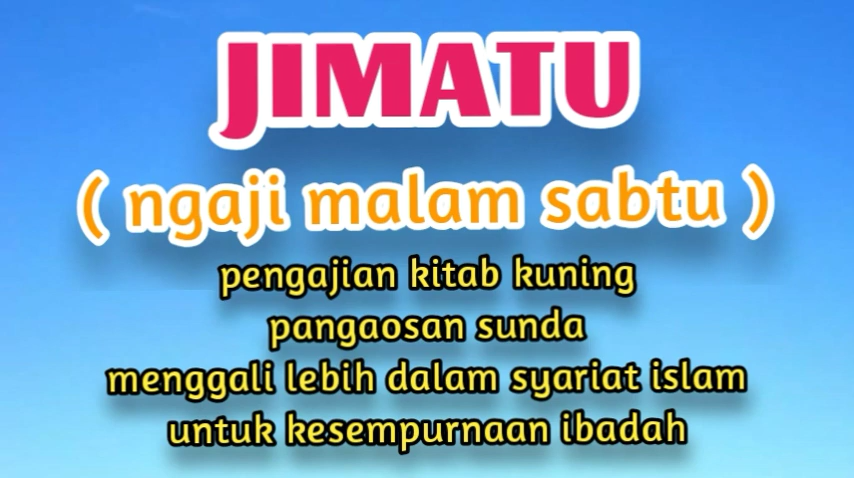 JIMATU
( ngaji malam sabtu )
pengajian kitab kuning
pangaosan sunda
menggali lebih dalam syariat islam
untuk kesempurnaan ibadah